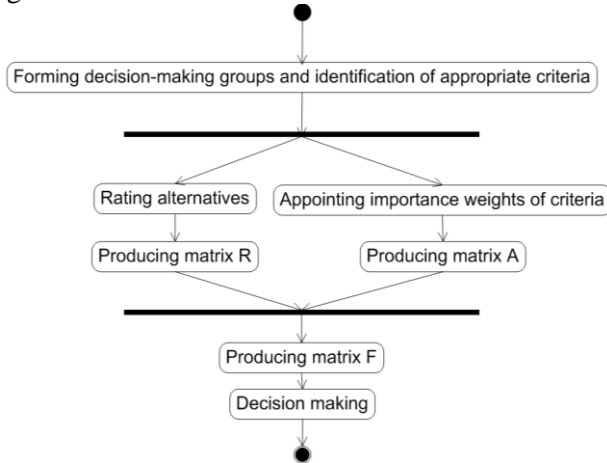 Forming decision-making groups and identification of appropriate criteria
Rating alternatives
Appointing importance weights of criteria
Producing matrix R
Producing matrix A
Producing matrix F
Decision making